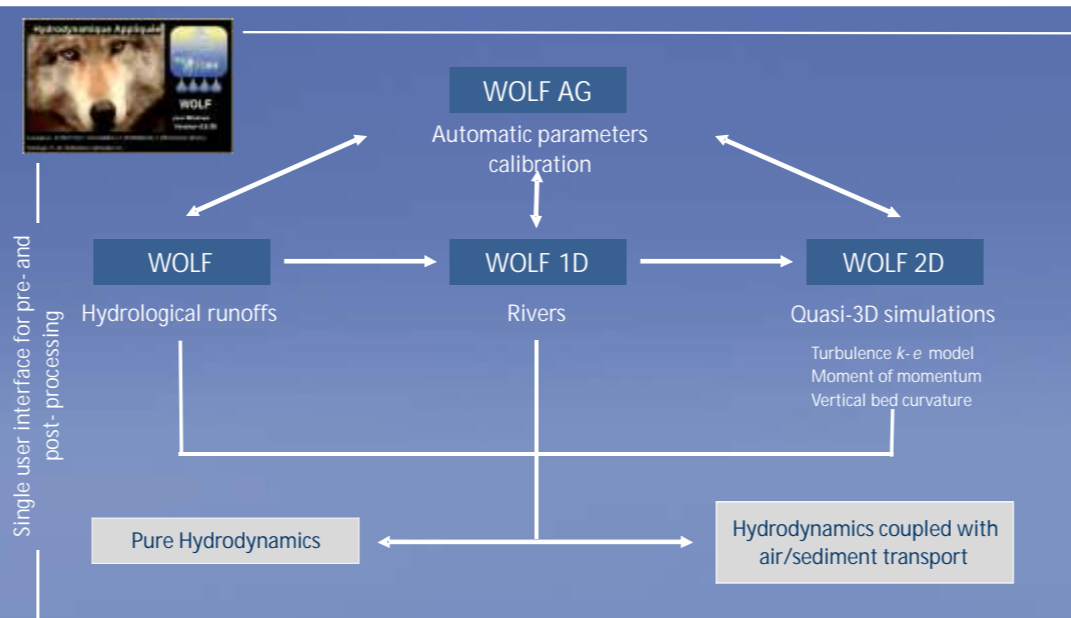 Hydrodynamique Appliquée
WOLF
WOLF AG
Automatic parameters
calibration
WOLF
WOLF 1D
WOLF 2D
Hydrological runoffs
Rivers
Quasi-3D simulations
Turbulence k- e model
Moment of momentum
Vertical bed curvature
Single user interface for pre- and
post- processing
Pure Hydrodynamics
Hydrodynamics coupled with
air/sediment transport